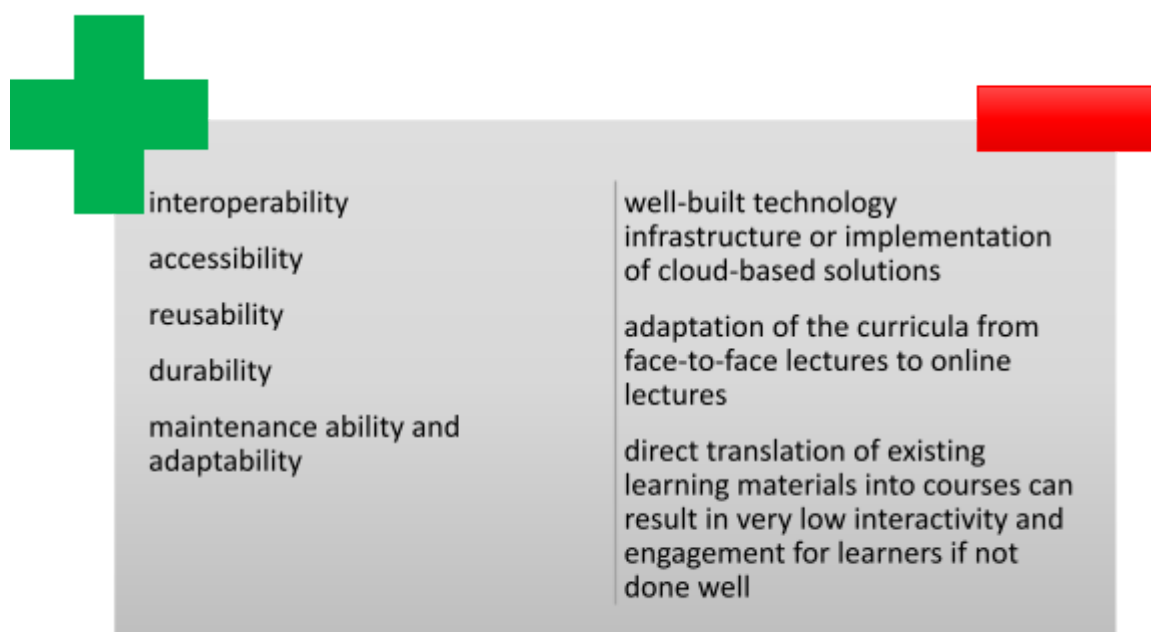 interoperability
accessibility
reusability
durability
maintenance ability and
adaptability
well-built technology
infrastructure or implementation
of cloud-based solutions
adaptation of the curricula from
face-to-face lectures to online
lectures
direct translation of existing
learning materials into courses can
result in very low interactivity and
engagement for learners if not
done well